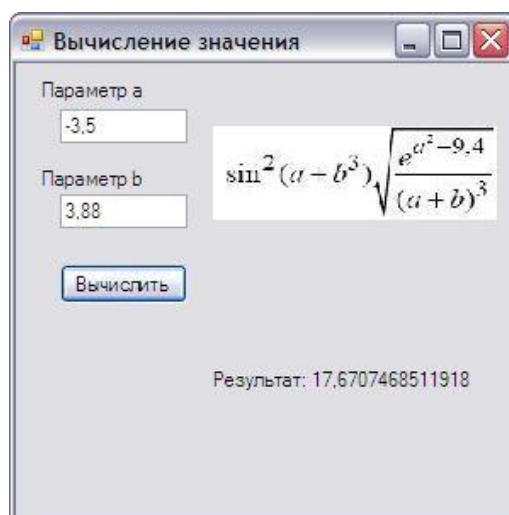 Вычисление значения
Параметр a
-3,5
sin²(a+b³)√(e^(a²−9,4)/(a+b)³)
Параметр b
3,88
Вычислить
Результат: 17,6707468511918